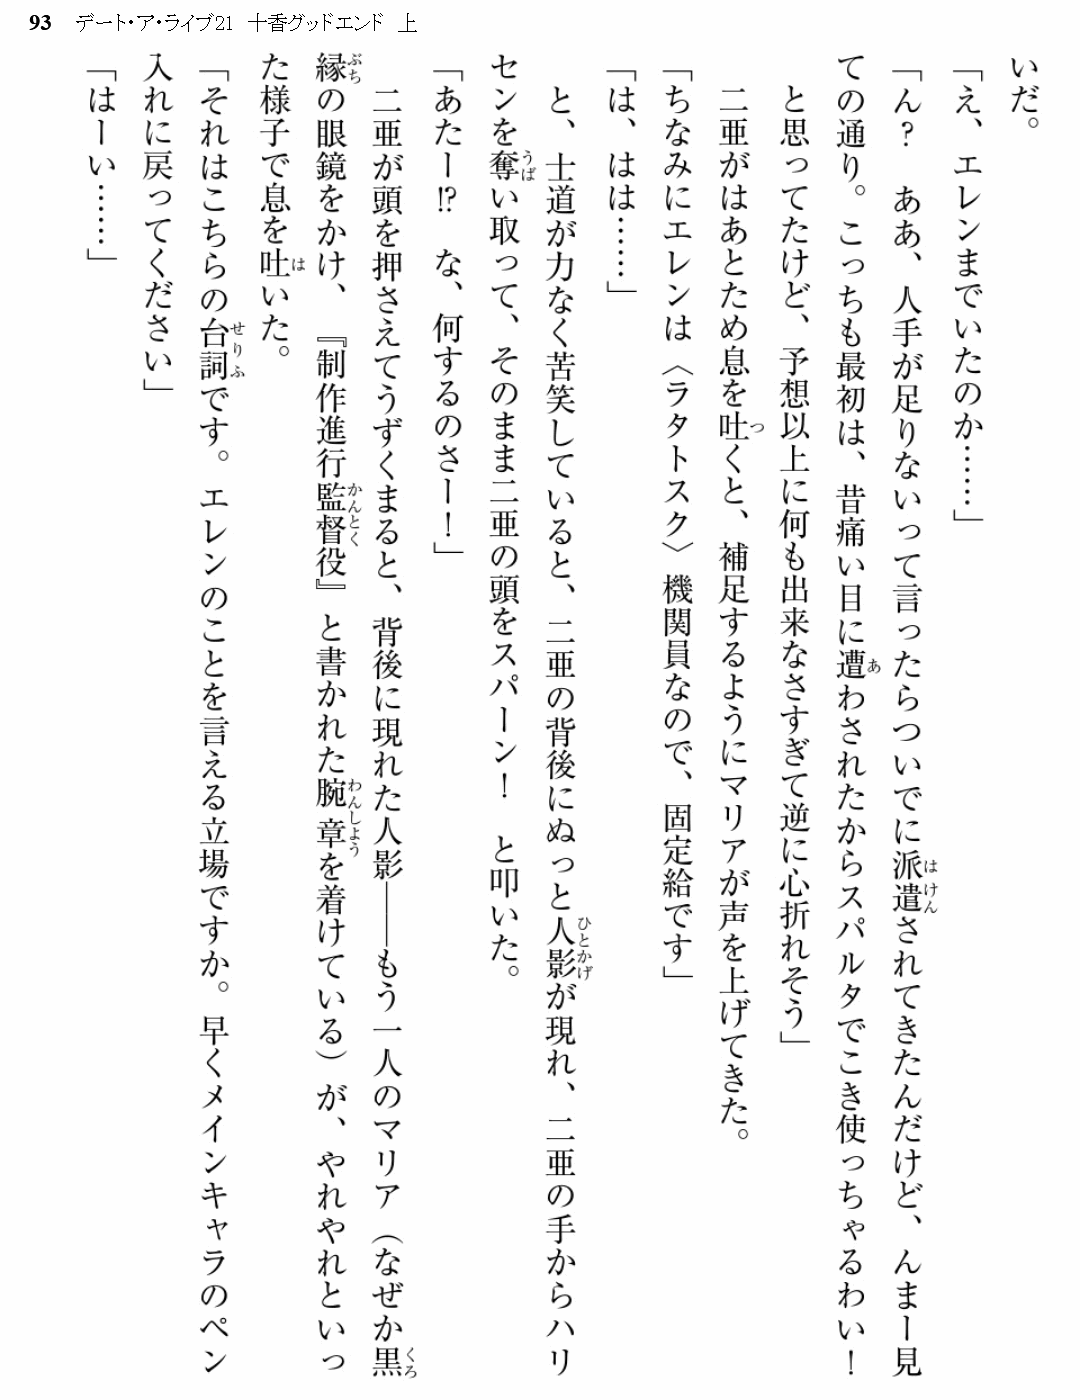 93 デート・ア・ライブ21 十香グッドエンド 上
いだ。
「え、エレンまでいたのか……」
「ん？　ああ、人手が足りないって言ったらついでに派遣されてきたんだけど、んまー見
ての通り。こっちも最初は、昔痛い目に遭わされたからスパルタでこき使っちゃるわい！
と思ってたけど、予想以上に何も出来なさすぎて逆に心折れそう」
二亜がはあとため息を吐くと、補足するようにマリアが声を上げてきた。
「ちなみにエレンは〈ラタトスク〉機関員なので、固定給です」
「は、はは……」
と、士道が力なく苦笑していると、二亜の背後にぬっと人影が現れ、二亜の手からハリ
センを奪い取って、そのまま二亜の頭をスパーン！　と叩いた。
「あたー!?　な、何するのさー！」
二亜が頭を押さえてうずくまると、背後に現れた人影――もう一人のマリア（なぜか黒
縁の眼鏡をかけ、『制作進行監督役』と書かれた腕章を着けている）が、やれやれといっ
た様子で息を吐いた。
「それはこちらの台詞です。エレンのことを言える立場ですか。早くメインキャラのペン
入れに戻ってください」
「はーい……」